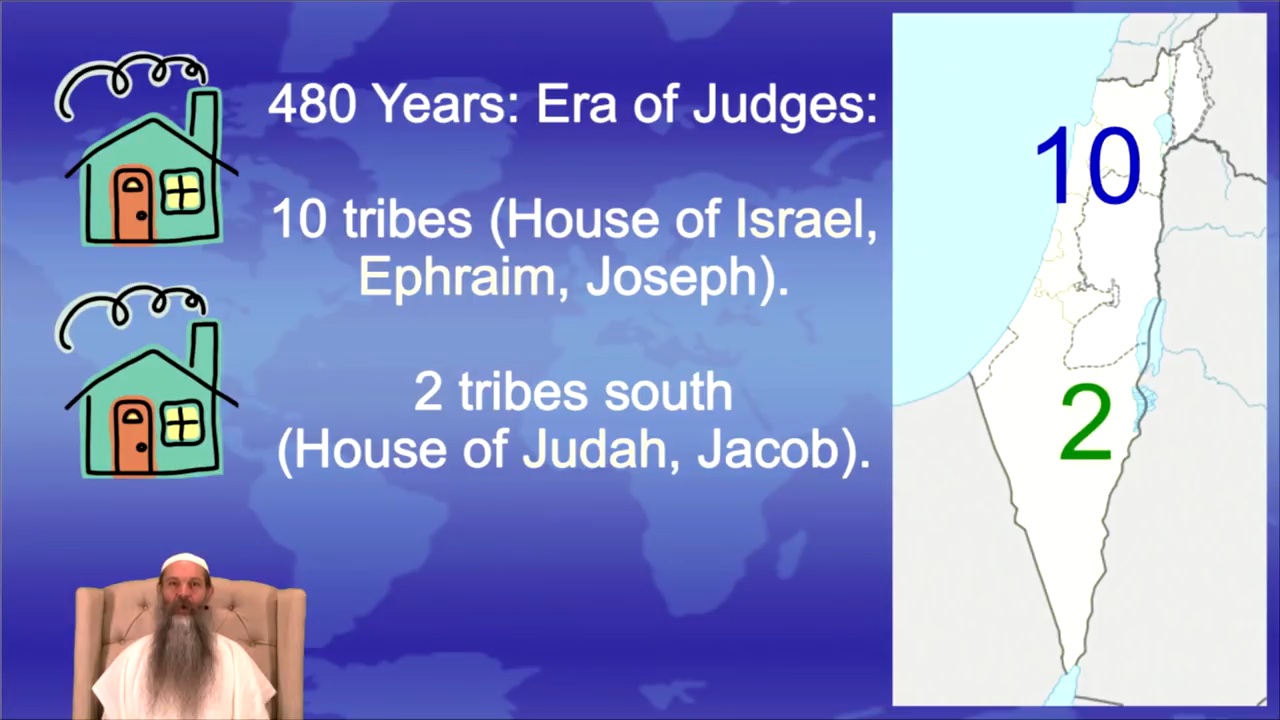 480 Years: Era of Judges:
10 tribes (House of Israel,
Ephraim, Joseph).
2 tribes south
(House of Judah, Jacob).
10
2